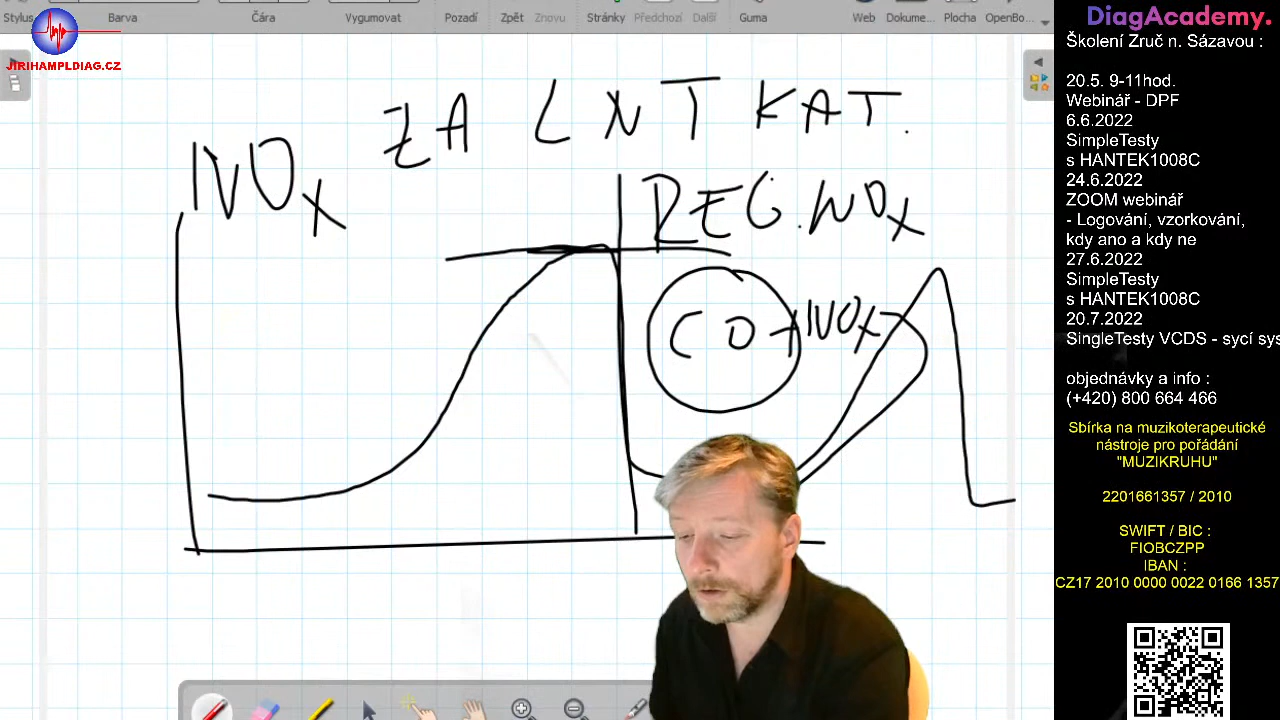 Stylus
Barva
Čára
Vygumovat
Pozadí
Zpět
Znovu
Stránky
Předchozí
Další
Guma
Web
Dokume...
Plocha
OpenBo...
JIRIHAMPLDIAG.CZ
ZA LNT KAT.
NOx
REG. NOx
CO + NOx
DiagAcademy.
Školení Zruč n. Sázavou :
20.5. 9-11hod.
Webinář - DPF
6.6.2022
SimpleTesty
s HANTEK1008C
24.6.2022
ZOOM webinář
- Logování, vzorkování,
kdy ano a kdy ne
27.6.2022
SimpleTesty
s HANTEK1008C
20.7.2022
SingleTesty VCDS - sycí sys
objednávky a info :
(+420) 800 664 466
Sbírka na muzikoterapeutické
nástroje pro pořádání
"MUZIKRUHU"
2201661357 / 2010
SWIFT / BIC :
FIOBCZPP
IBAN :
CZ17 2010 0000 0022 0166 1357